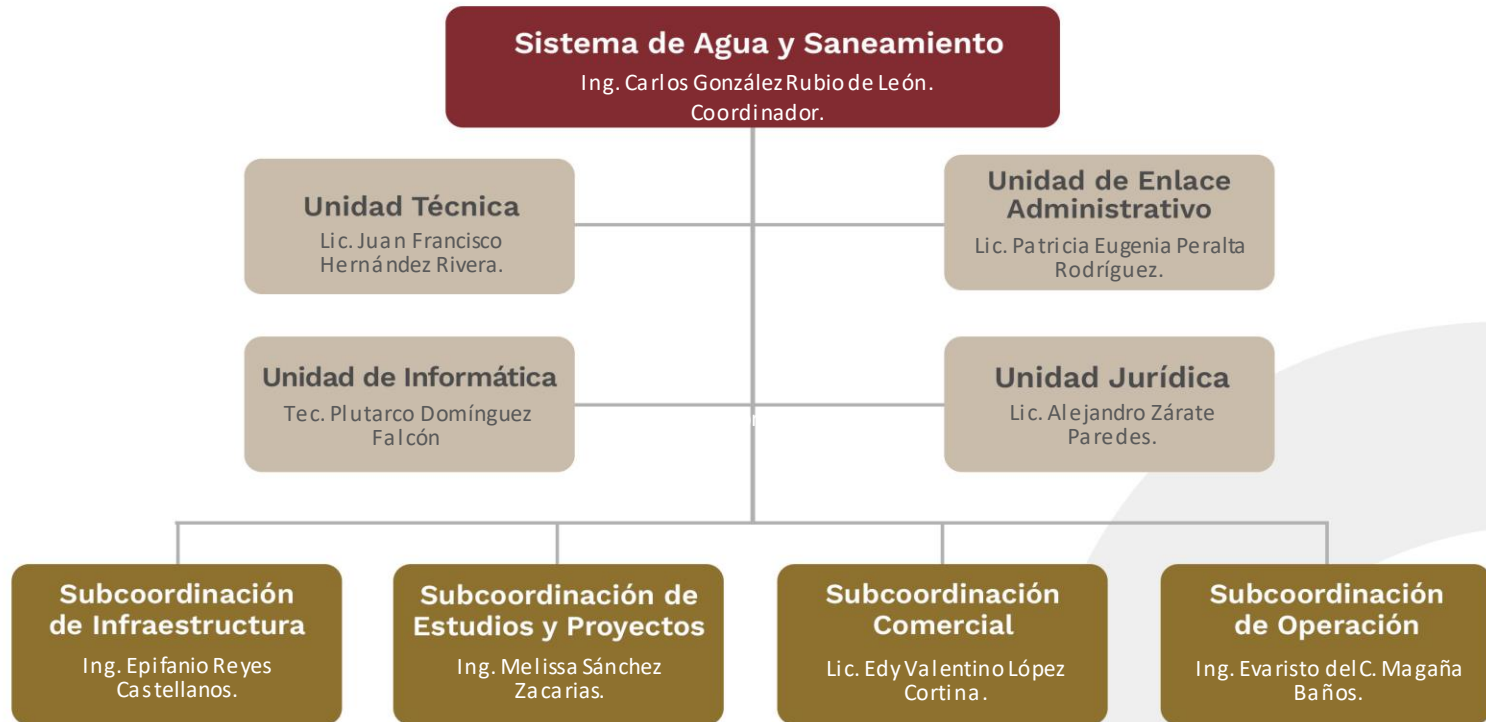 Sistema de Agua y Saneamiento
Ing. Carlos González Rubio de León.
Coordinador.
Unidad Técnica
Lic. Juan Francisco
Hernández Rivera.
Unidad de Enlace
Administrativo
Lic. Patricia Eugenia Peralta
Rodríguez.
Unidad de Informática
Tec. Plutarco Domínguez
Falcón
Unidad Jurídica
Lic. Alejandro Zárate
Paredes.
Subcoordinación
de Infraestructura
Ing. Epifanio Reyes
Castellanos.
Subcoordinación de
Estudios y Proyectos
Ing. Melissa Sánchez
Zacarias.
Subcoordinación
Comercial
Lic. Edy Valentino López
Cortina.
Subcoordinación
de Operación
Ing. Evaristo del C. Magaña
Baños.